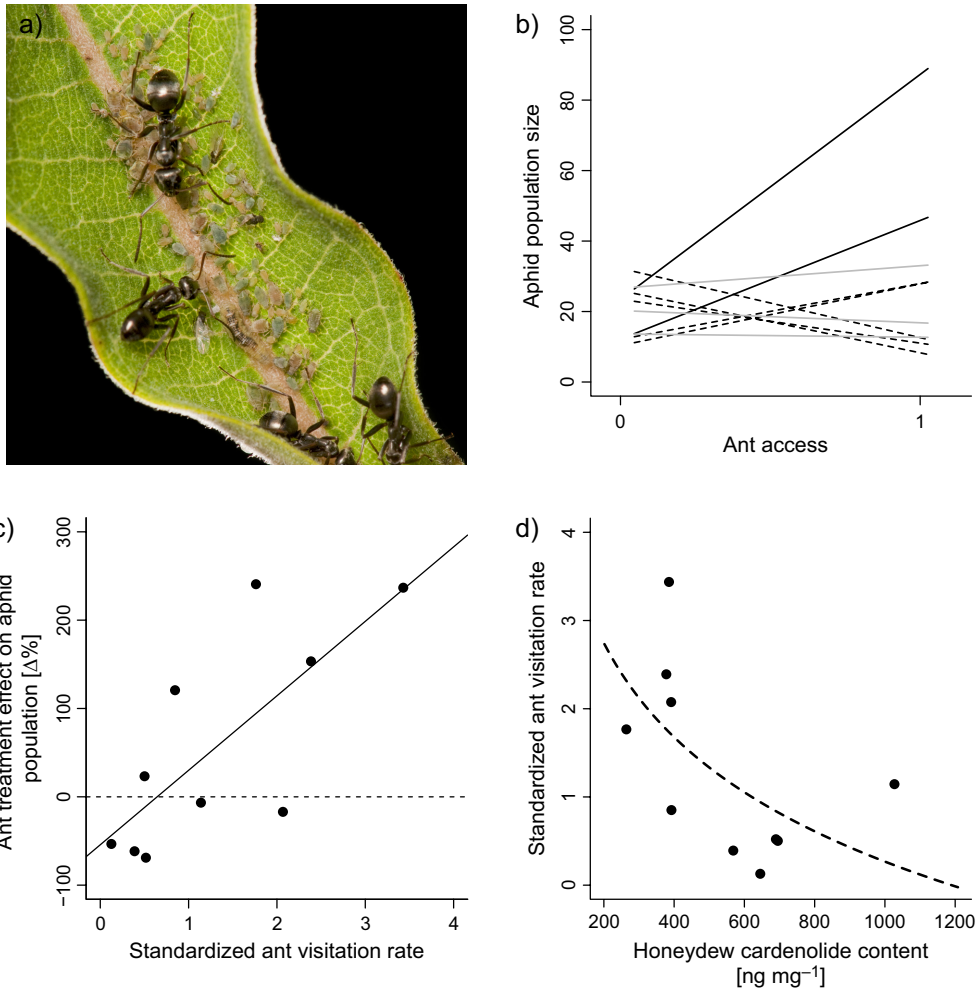 a)
b)
Aphid population size
100
80
60
40
20
0
0 1
Ant access
c)
Ant treatment effect on aphid
population [Δ%]
300
200
100
0
−100
0 1 2 3 4
Standardized ant visitation rate
d)
Standardized ant visitation rate
4
3
2
1
0
200 400 600 800 1000 1200
Honeydew cardenolide content
[ng mg–1]